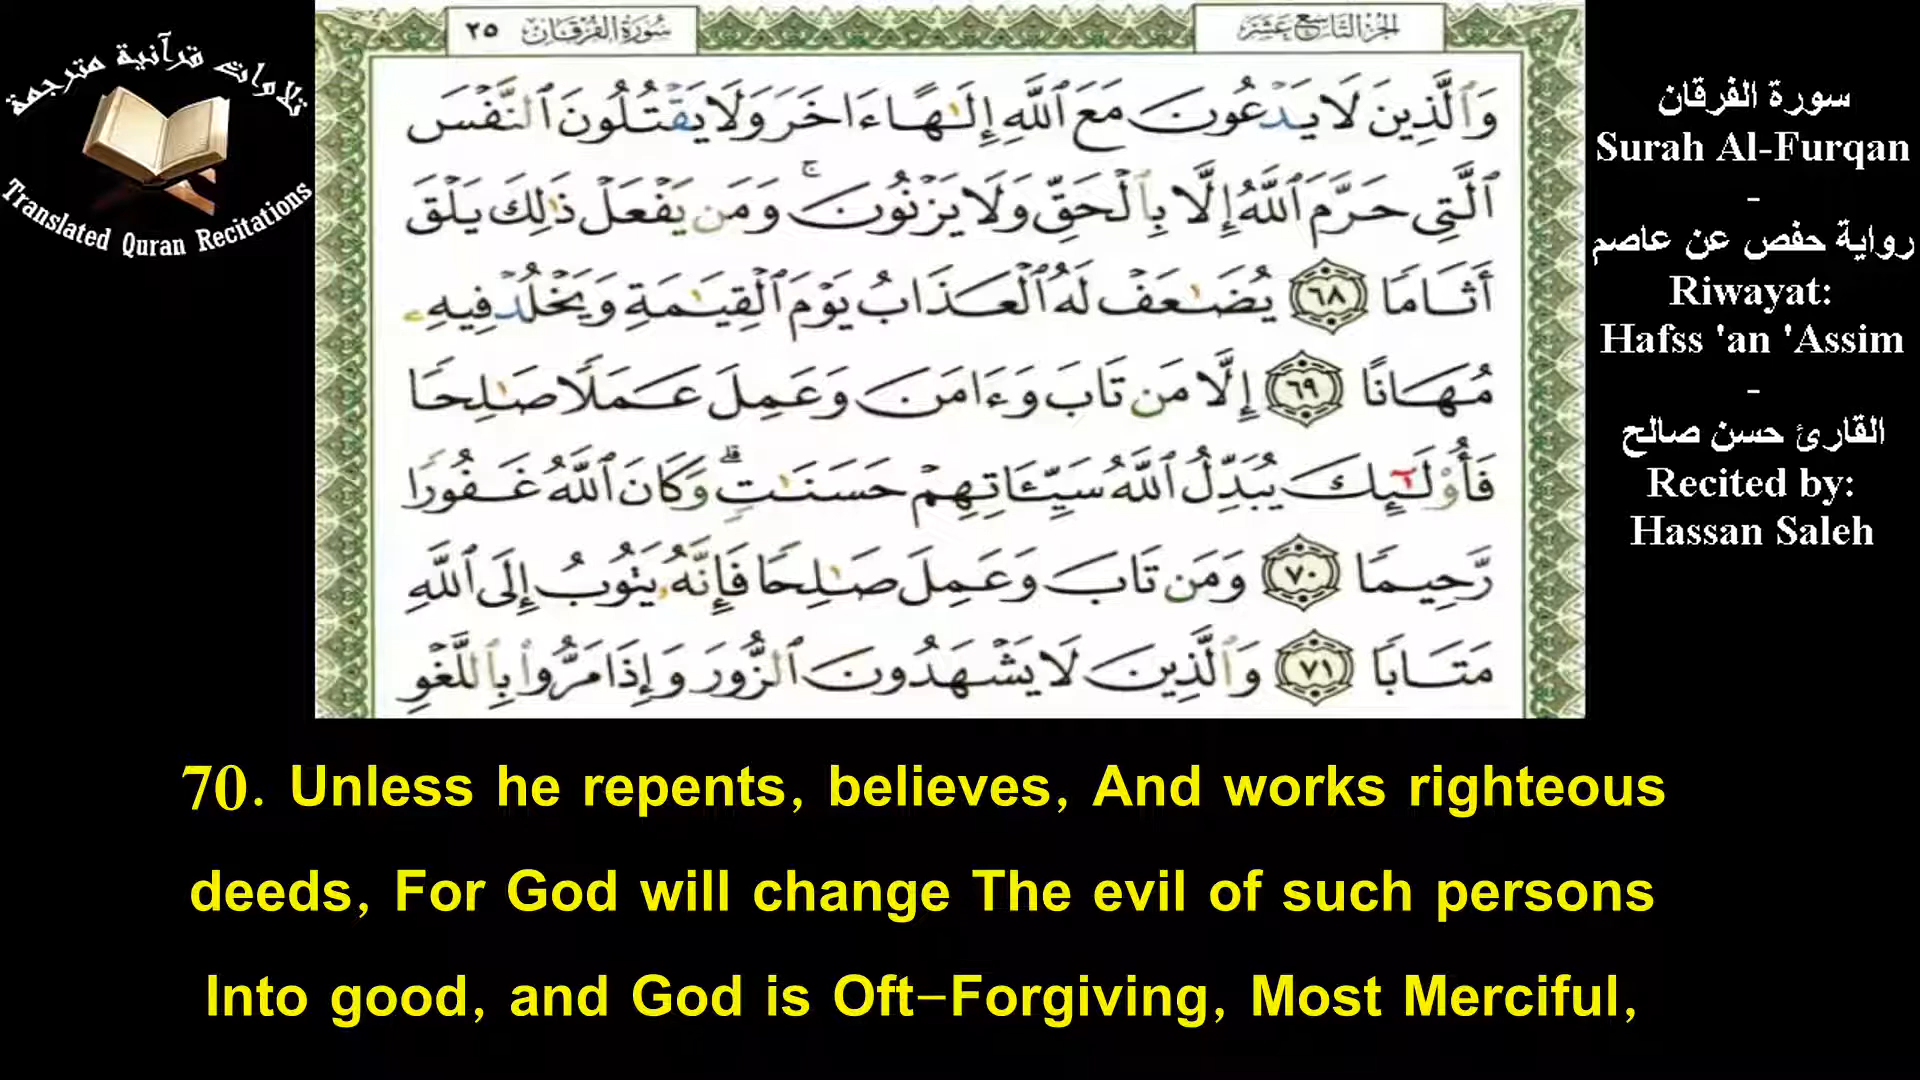 تلاوات قرآنية مترجمة
Translated Quran Recitations
سورة الفرقان ٢٥
الجزء التاسع عشر
وَٱلَّذِينَ لَا يَدْعُونَ مَعَ ٱللَّهِ إِلَـٰهًا ءَاخَرَ وَلَا يَقْتُلُونَ ٱلنَّفْسَ
ٱلَّتِى حَرَّمَ ٱللَّهُ إِلَّا بِٱلْحَقِّ وَلَا يَزْنُونَ ۚ وَمَن يَفْعَلْ ذَٰلِكَ يَلْقَ
أَثَامًا ٦٨ يُضَـٰعَفْ لَهُ ٱلْعَذَابُ يَوْمَ ٱلْقِيَـٰمَةِ وَيَخْلُدْ فِيهِۦ
مُهَانًا ٦٩ إِلَّا مَن تَابَ وَءَامَنَ وَعَمِلَ عَمَلًا صَـٰلِحًا
فَأُو۟لَـٰٓئِكَ يُبَدِّلُ ٱللَّهُ سَيِّـَٔاتِهِمْ حَسَنَـٰتٍ ۗ وَكَانَ ٱللَّهُ غَفُورًا
رَّحِيمًا ٧٠ وَمَن تَابَ وَعَمِلَ صَـٰلِحًا فَإِنَّهُۥ يَتُوبُ إِلَى ٱللَّهِ
مَتَابًا ٧١ وَٱلَّذِينَ لَا يَشْهَدُونَ ٱلزُّورَ وَإِذَا مَرُّوا۟ بِٱللَّغْوِ
سورة الفرقان
Surah Al-Furqan
-
رواية حفص عن عاصم
Riwayat:
Hafss 'an 'Assim
-
القارئ حسن صالح
Recited by:
Hassan Saleh
70. Unless he repents, believes, And works righteous
deeds, For God will change The evil of such persons
Into good, and God is Oft-Forgiving, Most Merciful,